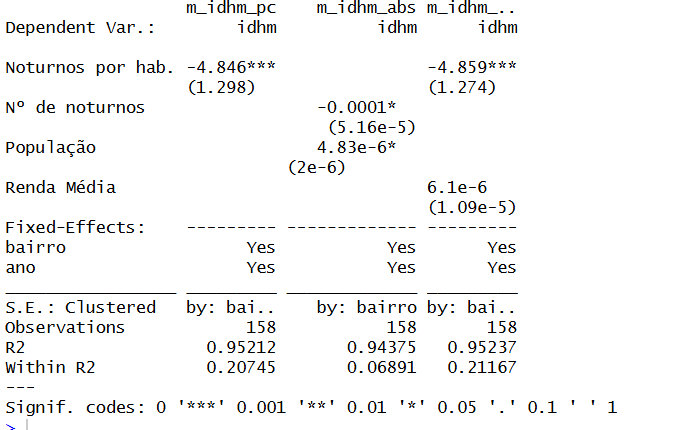 m_idhm_pc    m_idhm_abs m_idhm_..
Dependent Var.:         idhm          idhm      idhm

Noturnos por hab. -4.846***                -4.859***
                  (1.298)                  (1.274)
Nº de noturnos                 -0.0001*
                                (5.16e-5)
População                      4.83e-6*
                            (2e-6)
Renda Média                                6.1e-6
                                           (1.09e-5)
Fixed-Effects:    --------- ------------- ---------
bairro                  Yes           Yes       Yes
ano                     Yes           Yes       Yes
_________________ _________ _____________ _________
S.E.: Clustered   by: bai..    by: bairro by: bai..
Observations            158           158       158
R2                  0.95212       0.94375   0.95237
Within R2           0.20745       0.06891   0.21167
---
Signif. codes: 0 '***' 0.001 '**' 0.01 '*' 0.05 '.' 0.1 ' ' 1
>